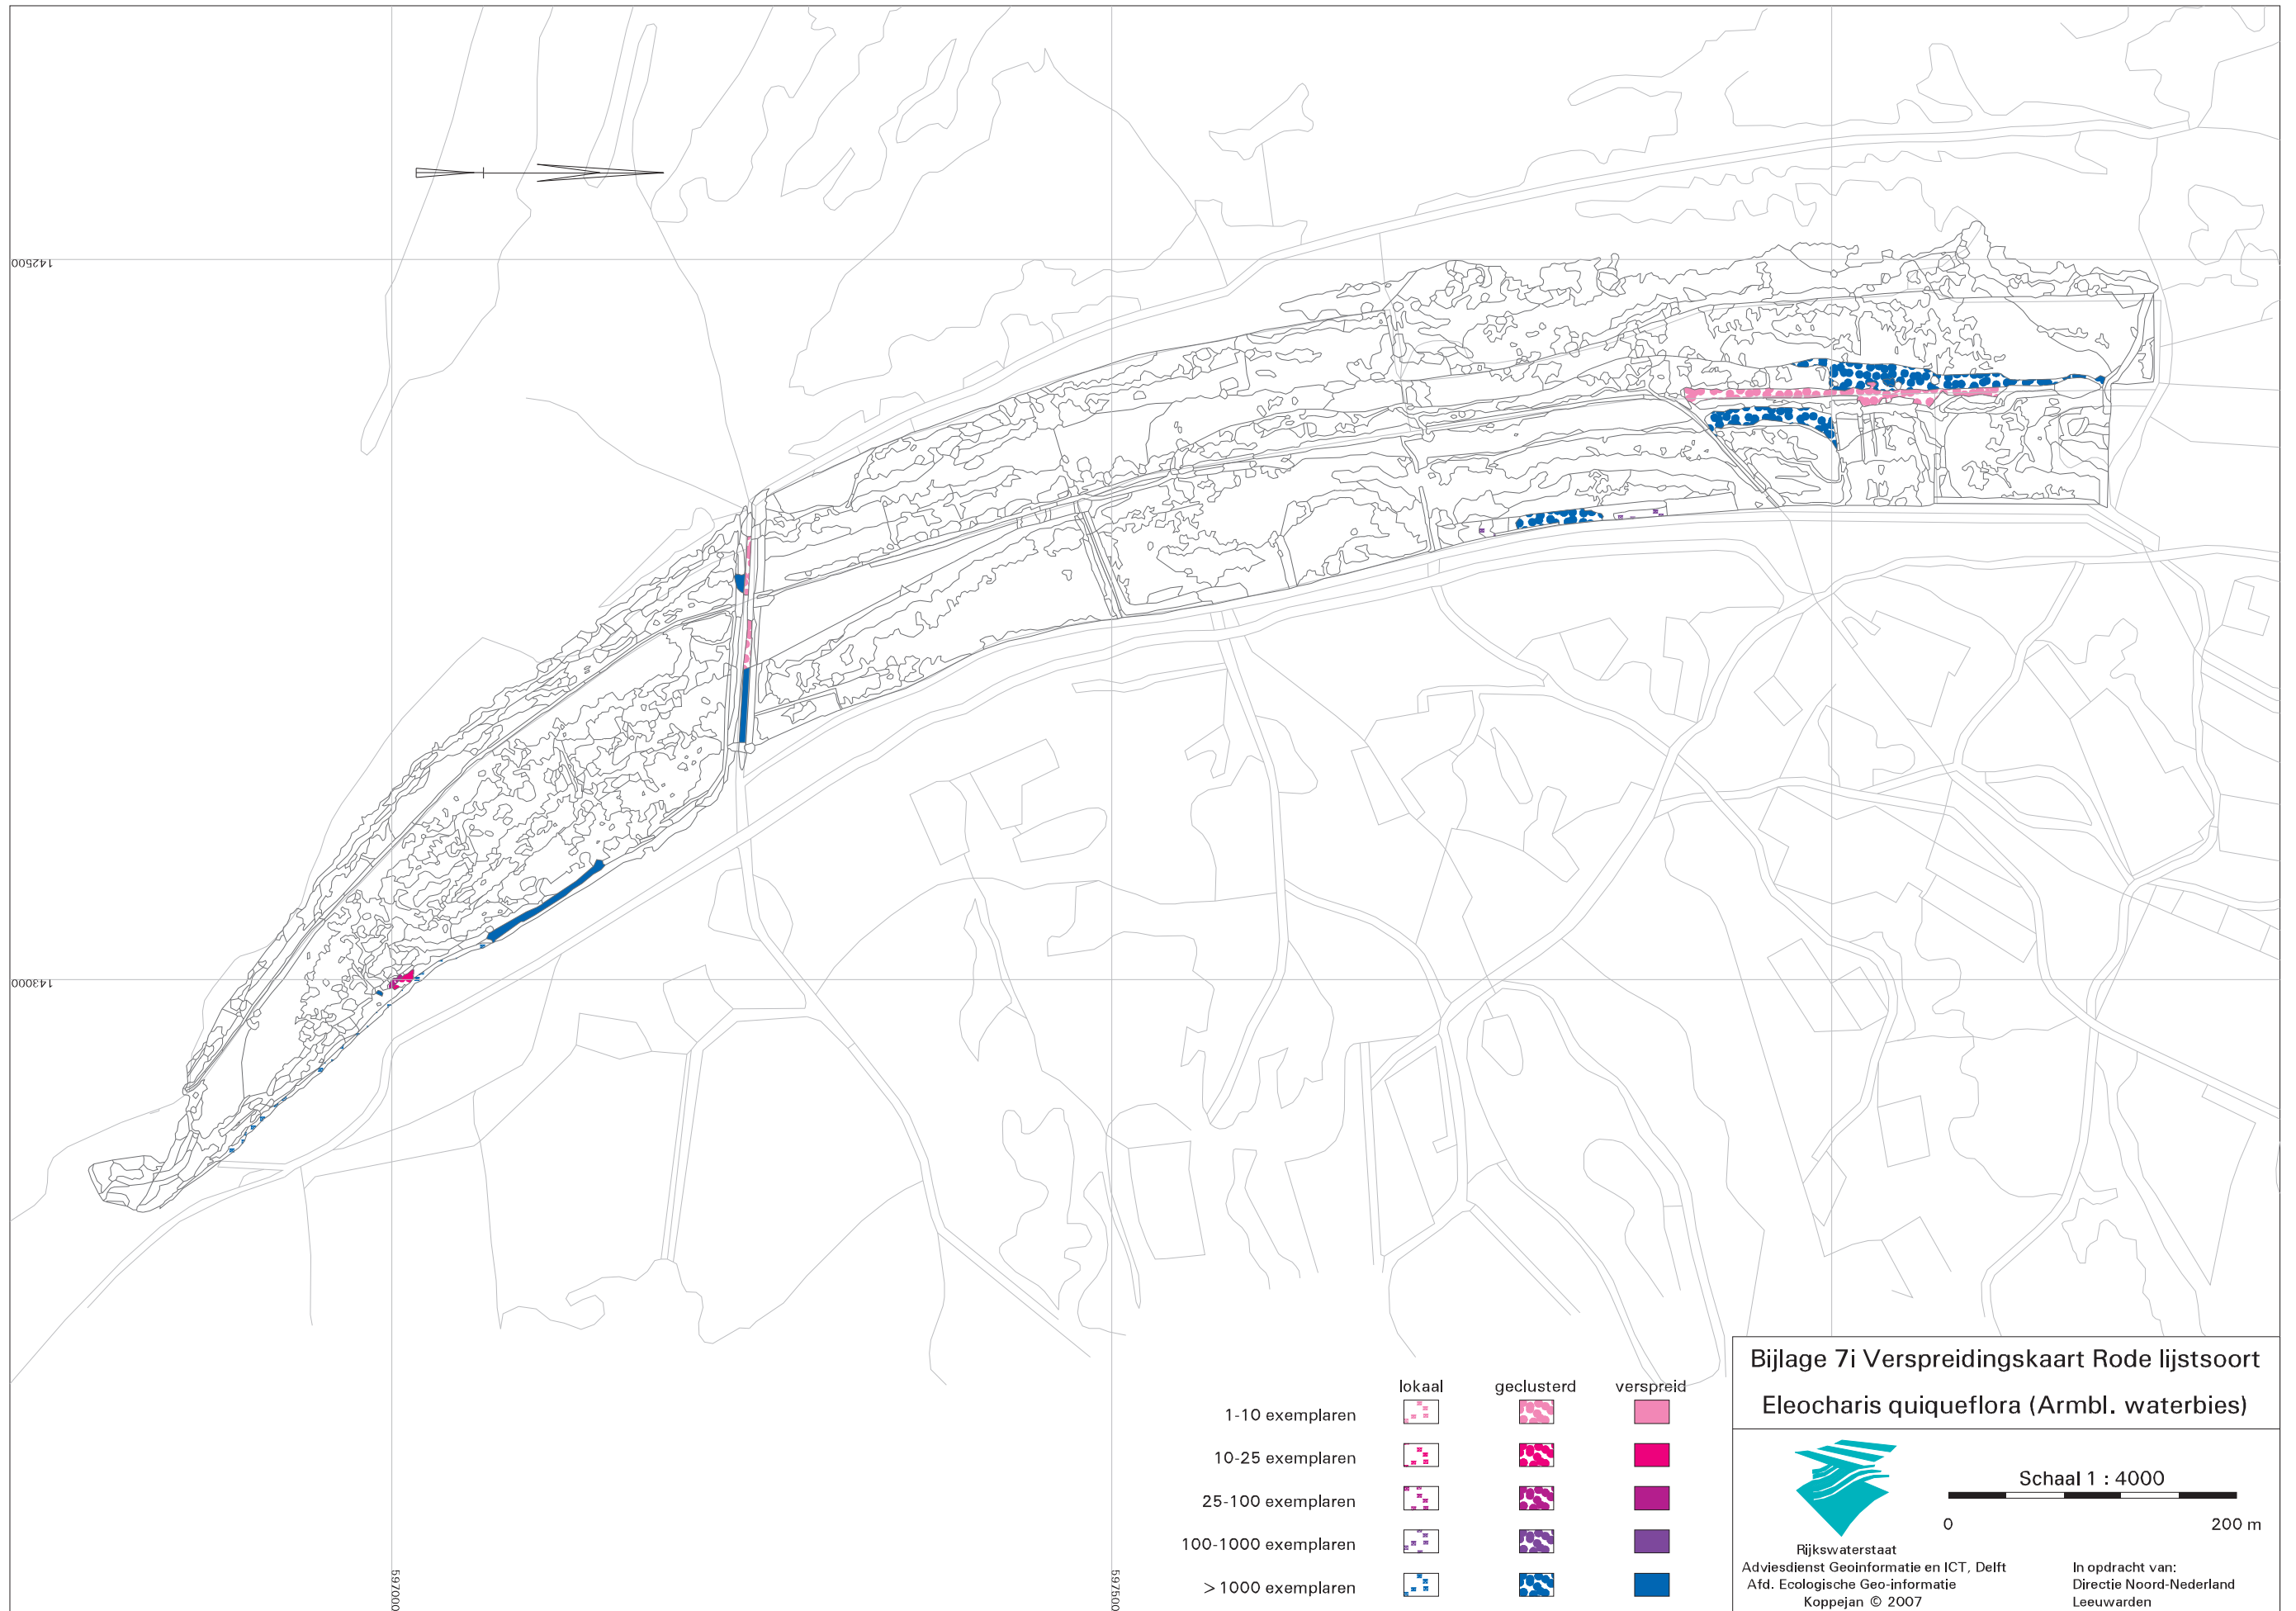 142500
143000
597000
597500
lokaal geclusterd verspreid
1-10 exemplaren
10-25 exemplaren
25-100 exemplaren
100-1000 exemplaren
> 1000 exemplaren
Bijlage 7i Verspreidingskaart Rode lijstsoort
Eleocharis quiqueflora (Armbl. waterbies)
Schaal 1 : 4000
0 200 m
Rijkswaterstaat
Adviesdienst Geoinformatie en ICT, Delft
Afd. Ecologische Geo-informatie
Koppejan © 2007
In opdracht van:
Directie Noord-Nederland
Leeuwarden